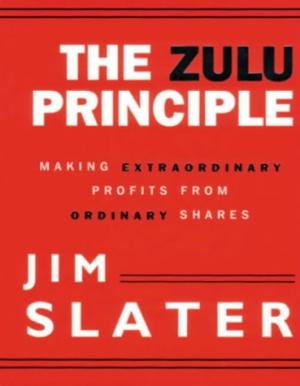 THE ZULU
PRINCIPLE
MAKING EXTRAORDINARY
PROFITS FROM
ORDINARY SHARES
JIM
SLATER